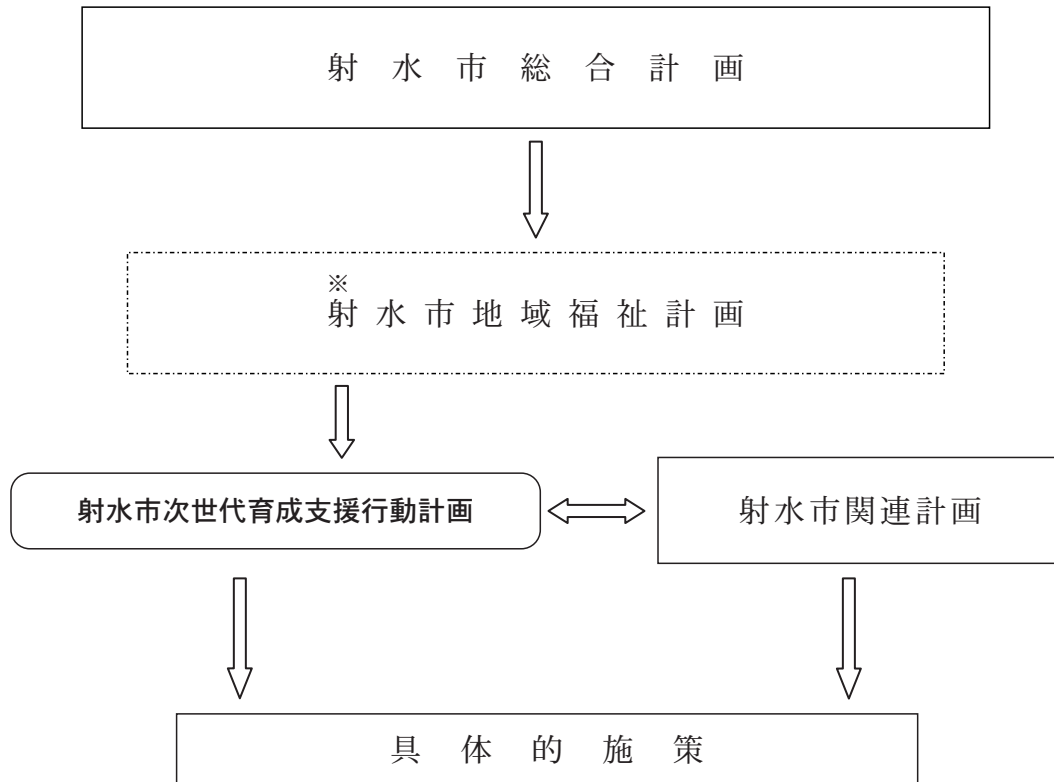 射水市総合計画
※
射水市地域福祉計画
射水市次世代育成支援行動計画
射水市関連計画
具体的施策